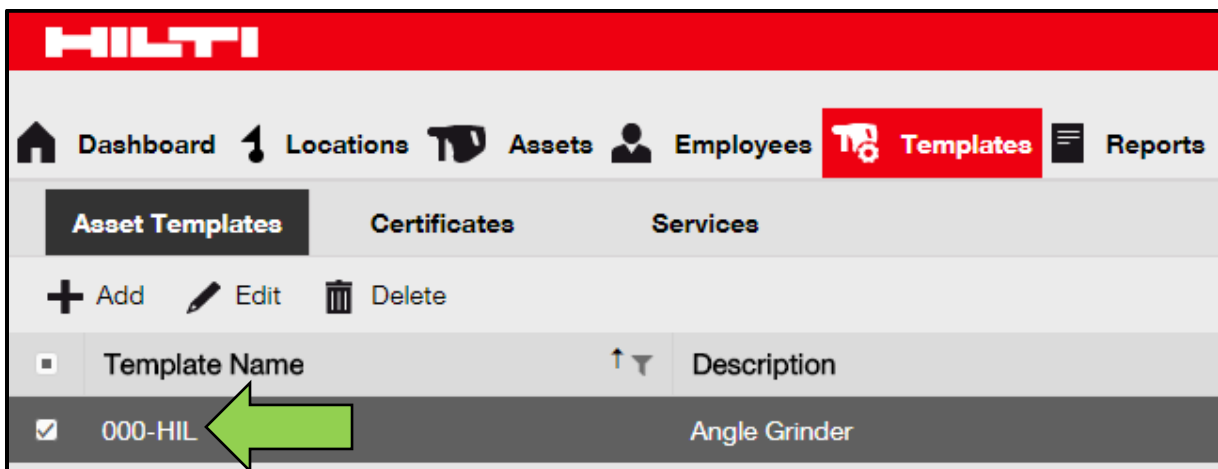 HILTI
Dashboard Locations Assets Employees Templates Reports
Asset Templates Certificates Services
Add Edit Delete
Template Name Description
000-HIL Angle Grinder